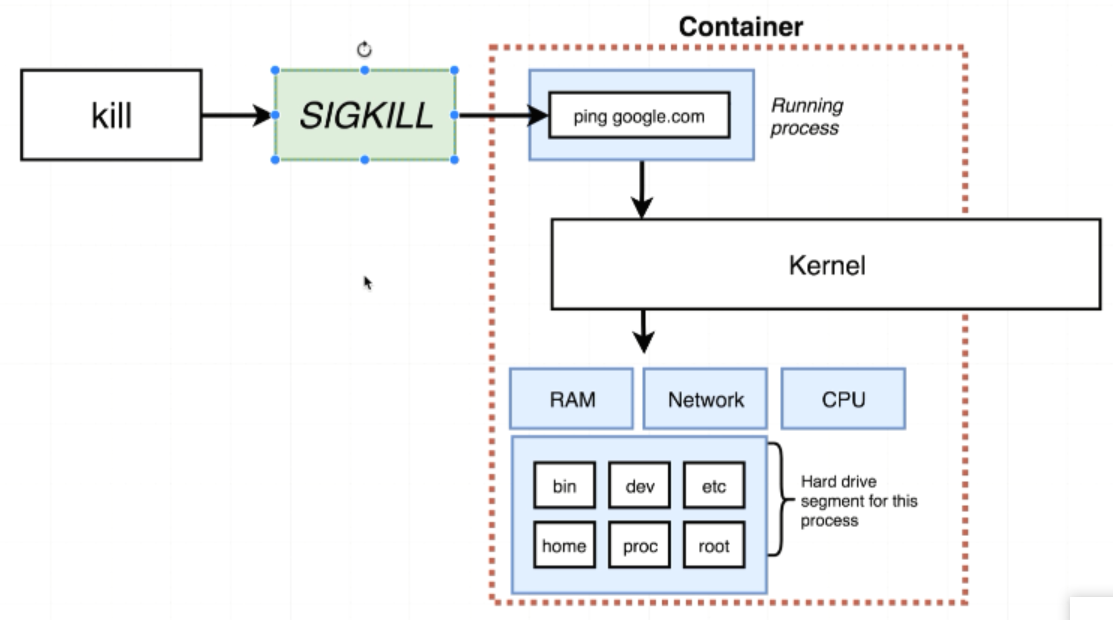 Container
kill
SIGKILL
ping google.com
Running
process
Kernel
RAM
Network
CPU
bin
dev
etc
home
proc
root
Hard drive
segment for this
process